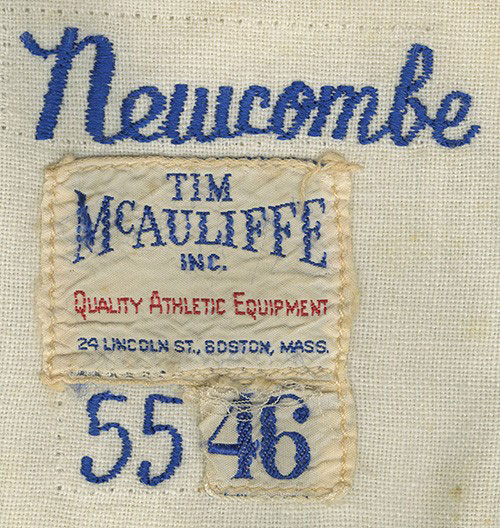 Newcombe
TIM
McAULIFFE
INC.
QUALITY ATHLETIC EQUIPMENT
24 LINCOLN ST., BOSTON, MASS.
55 46